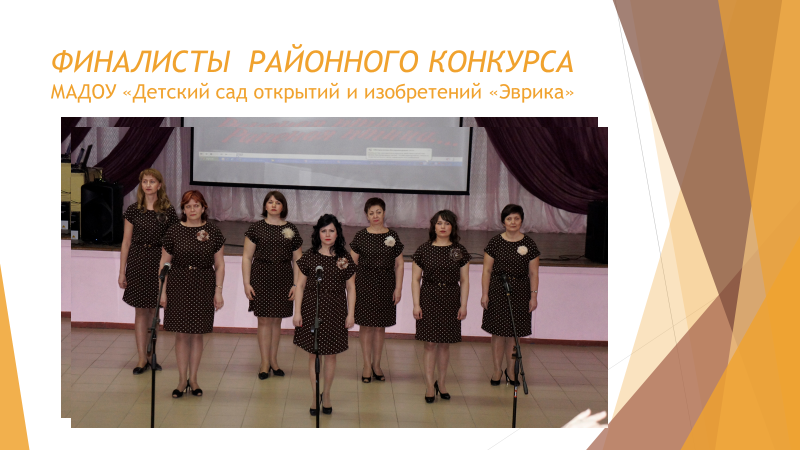 ФИНАЛИСТЫ РАЙОННОГО КОНКУРСА
МАДОУ «Детский сад открытий и изобретений «Эврика»